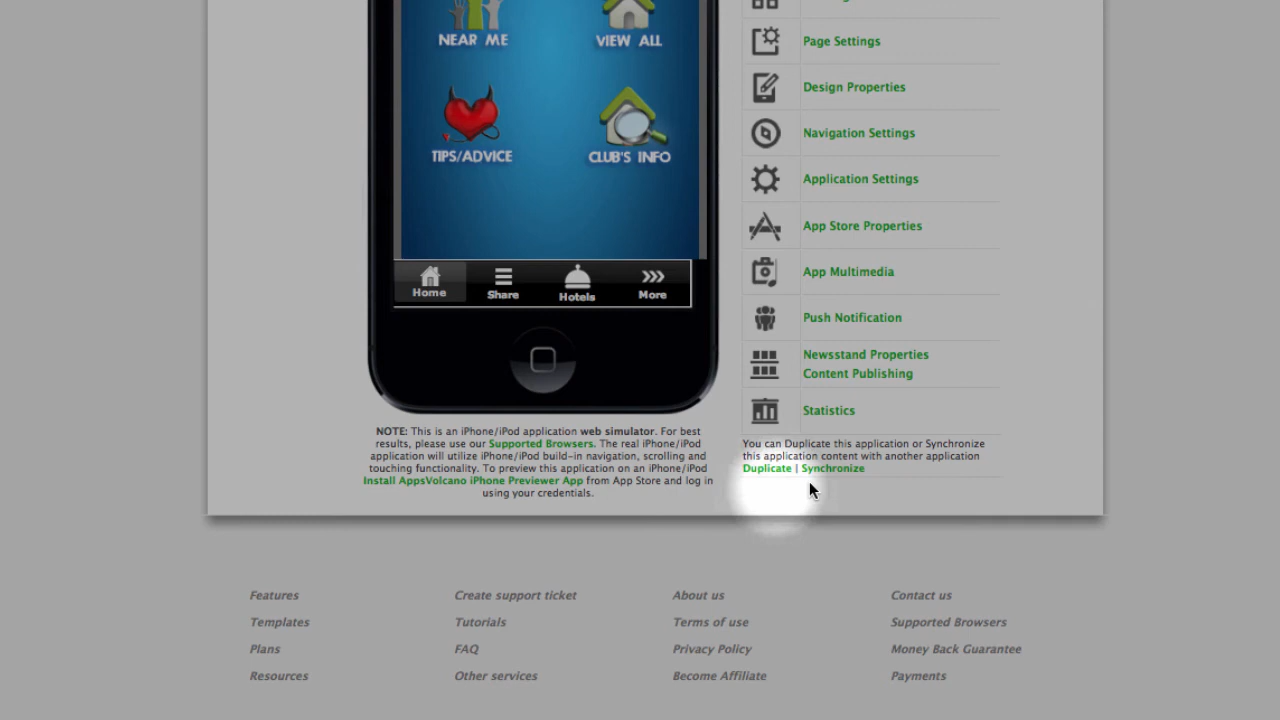 NEAR ME
VIEW ALL
TIPS/ADVICE
CLUB'S INFO
Home
Share
Hotels
More
NOTE: This is an iPhone/iPod application web simulator. For best
results, please use our Supported Browsers. The real iPhone/iPod
application will utilize iPhone/iPod build-in navigation, scrolling and
touching functionality. To preview this application on an iPhone/iPod
Install AppsVolcano iPhone Previewer App from App Store and log in
using your credentials.
Page Settings
Design Properties
Navigation Settings
Application Settings
App Store Properties
App Multimedia
Push Notification
Newsstand Properties
Content Publishing
Statistics
You can Duplicate this application or Synchronize
this application content with another application
Duplicate | Synchronize
Features
Create support ticket
About us
Contact us
Templates
Tutorials
Terms of use
Supported Browsers
Plans
FAQ
Privacy Policy
Money Back Guarantee
Resources
Other services
Become Affiliate
Payments